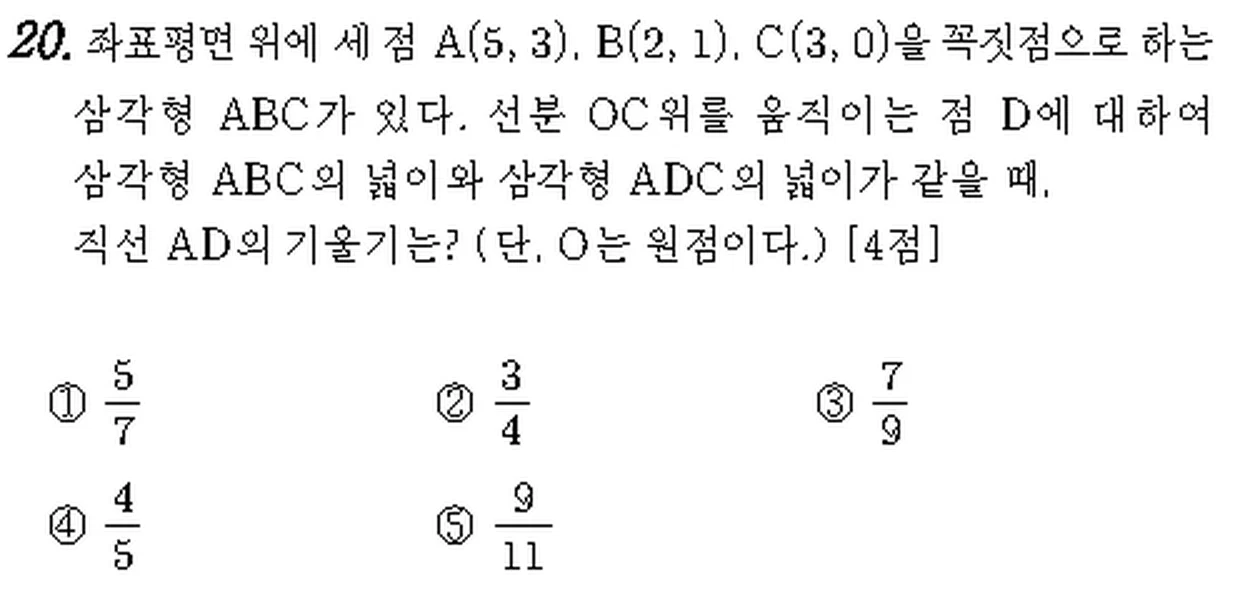 20. 좌표평면 위에 세 점 A(5, 3), B(2, 1), C(3, 0)을 꼭짓점으로 하는
삼각형 ABC가 있다. 선분 OC위를 움직이는 점 D에 대하여
삼각형 ABC의 넓이와 삼각형 ADC의 넓이가 같을 때,
직선 AD의 기울기는? (단, O는 원점이다.) [4점]
① 5/7 ② 3/4 ③ 7/9
④ 4/5 ⑤ 9/11